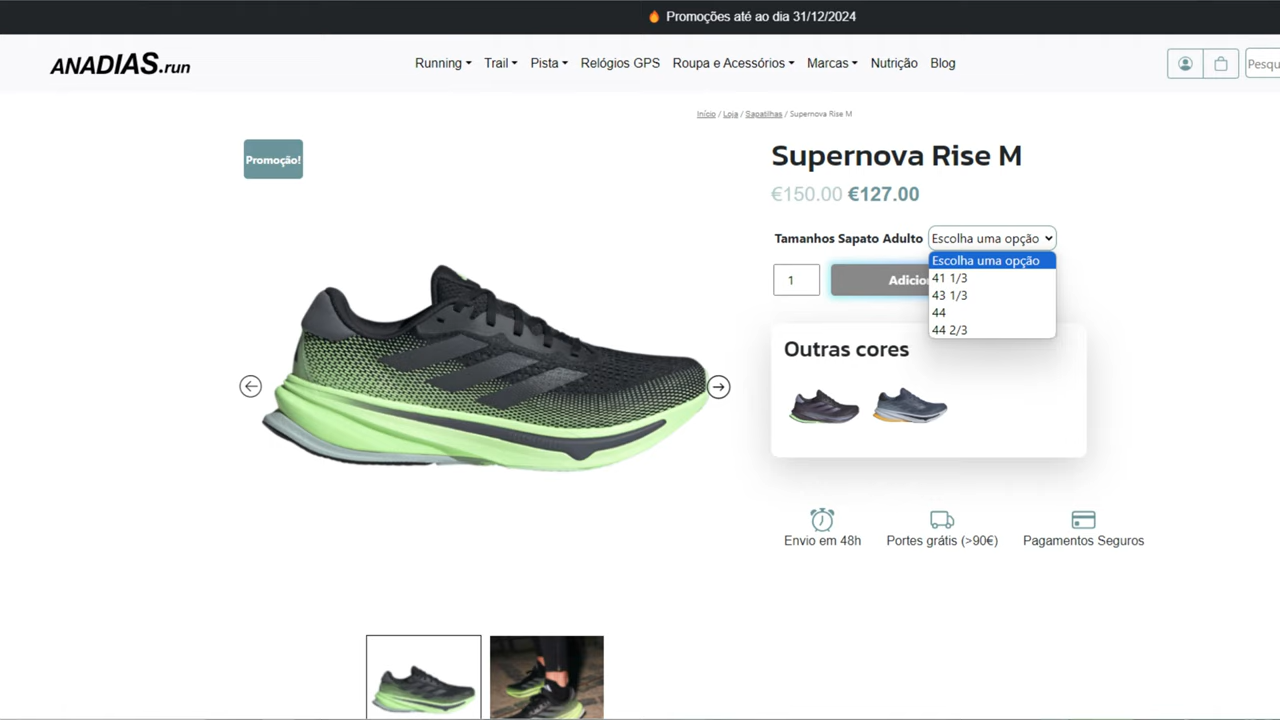 🔥 Promoções até ao dia 31/12/2024
ANADIAS.run
Running Trail Pista Relógios GPS Roupa e Acessórios Marcas Nutrição Blog
Início / Loja / Sapatilhas / Supernova Rise M
Promoção!
Supernova Rise M
€150.00 €127.00
Tamanhos Sapato Adulto Escolha uma opção
Escolha uma opção
41 1/3
43 1/3
44
44 2/3
1
Outras cores
Envio em 48h Portes grátis (>90€) Pagamentos Seguros